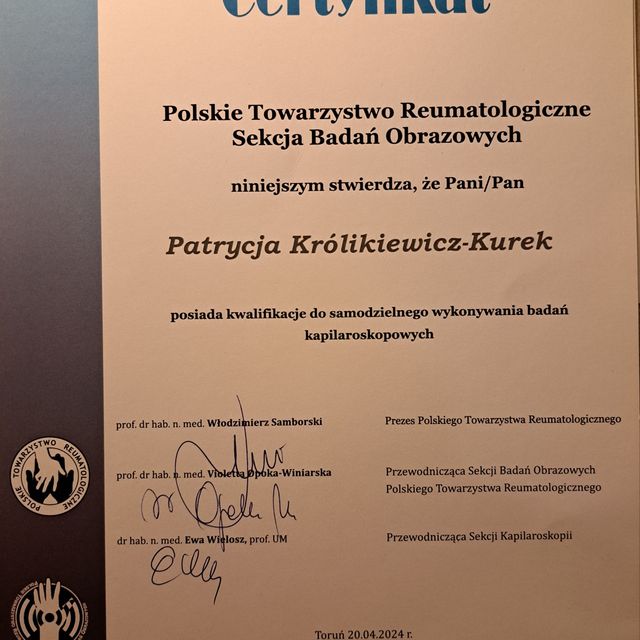 Certyfikat
Polskie Towarzystwo Reumatologiczne
Sekcja Badań Obrazowych
niniejszym stwierdza, że Pani/Pan
Patrycja Królikiewicz-Kurek
posiada kwalifikacje do samodzielnego wykonywania badań
kapilaroskopowych
prof. dr hab. n. med. Włodzimierz Samborski
Prezes Polskiego Towarzystwa Reumatologicznego
prof. dr hab. n. med. Violetta Opoka-Winiarska
Przewodnicząca Sekcji Badań Obrazowych
Polskiego Towarzystwa Reumatologicznego
dr hab. n. med. Ewa Wielosz, prof. UM
Przewodnicząca Sekcji Kapilaroskopii
POLSKIE TOWARZYSTWO REUMATOLOGICZNE
Toruń 20.04.2024 r.